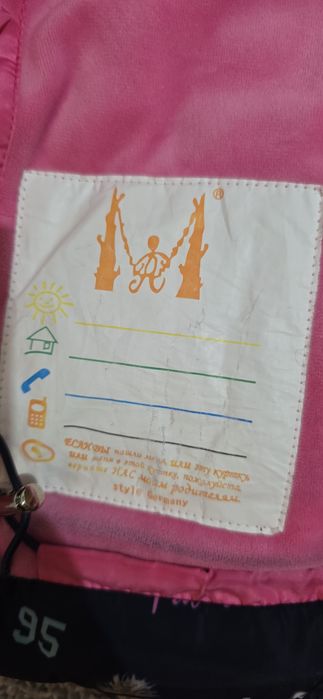 ®
ЕСЛИ ВЫ нашли меня ИЛИ эту куртку,
ИЛИ меня в этой куртке, пожалуйста,
верните НАС моим родителям.
style Germany
95